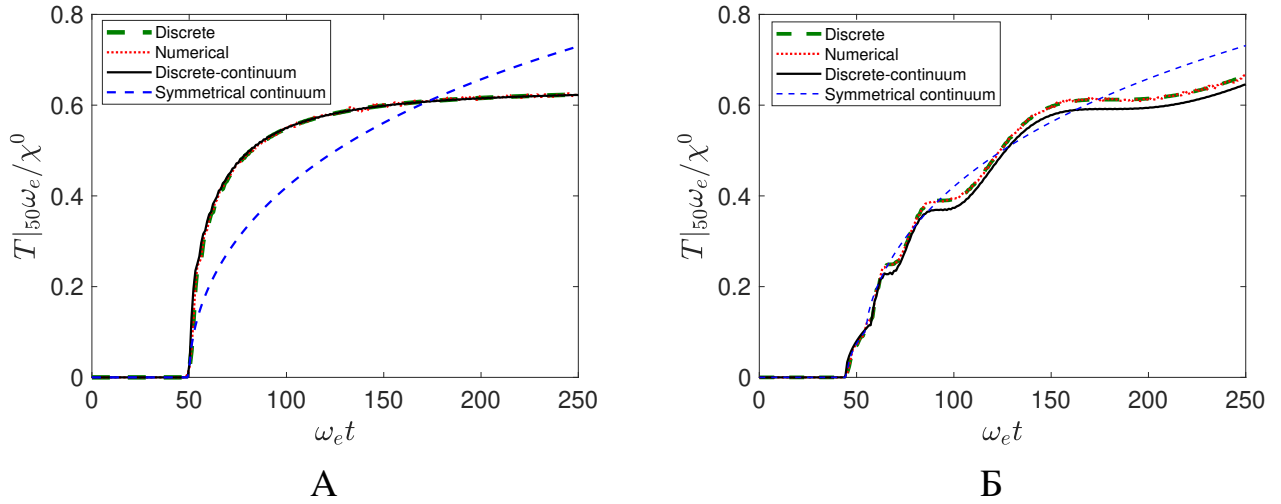 0.8
0.6
0.4
0.2
0
T|₅₀ωₑ/χ⁰
Discrete
Numerical
Discrete-continuum
Symmetrical continuum
0 50 100 150 200 250
ωₑt
А
0.8
0.6
0.4
0.2
0
T|₅₀ωₑ/χ⁰
Discrete
Numerical
Discrete-continuum
Symmetrical continuum
0 50 100 150 200 250
ωₑt
Б